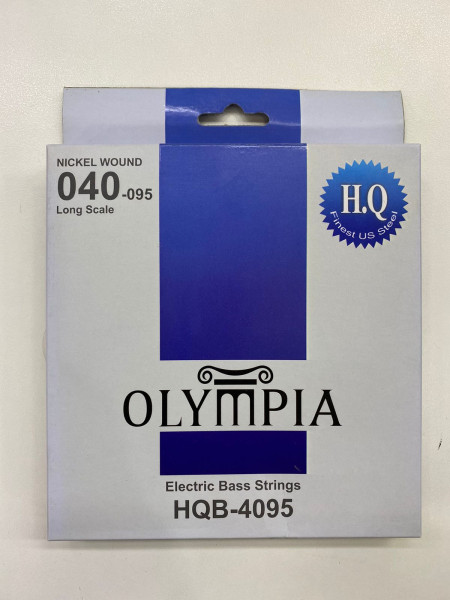 NICKEL WOUND
040-095
Long Scale
H.Q
Finest US Steel
OLYMPIA
Electric Bass Strings
HQB-4095